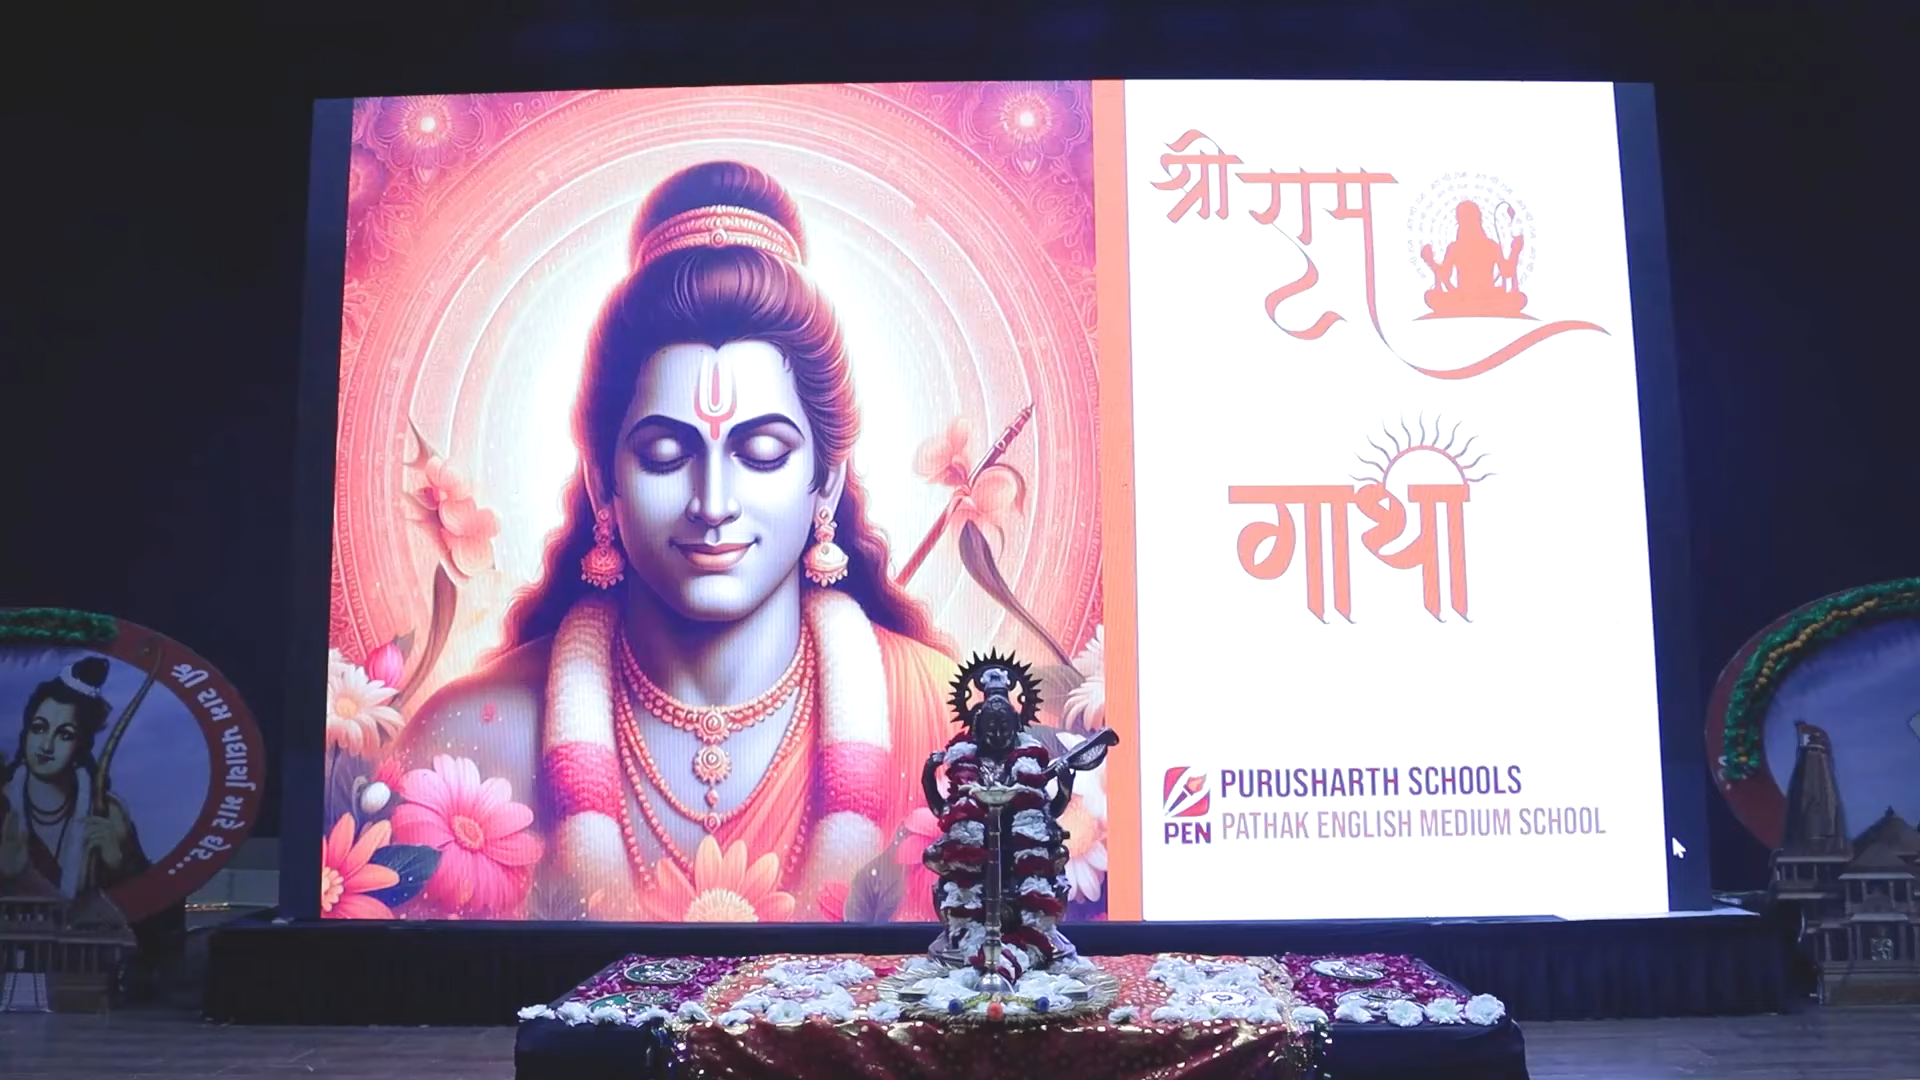 श्री राम
गाथा
PURUSHARTH SCHOOLS
PEN PATHAK ENGLISH MEDIUM SCHOOL